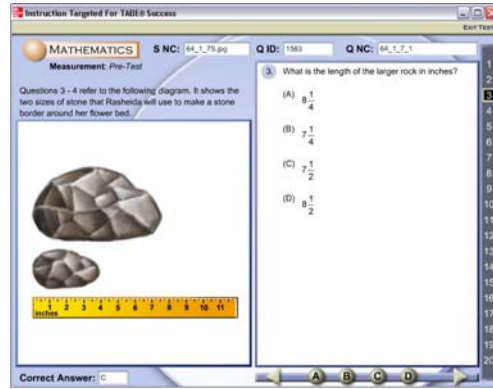 Instruction Targeted For TABE® Success
EXIT TEST
MATHEMATICS
S NC: 64_1_7S.jpg
Q ID: 1563
Q NC: 64_1_7_1
Measurement: Pre-Test
Questions 3 - 4 refer to the following diagram. It shows the
two sizes of stone that Rasheida will use to make a stone
border around her flower bed.
1 2 3 4 5 6 7 8 9 10 11
inches
3. What is the length of the larger rock in inches?
(A) 8 1/4
(B) 7 1/4
(C) 7 1/2
(D) 8 1/2
1
2
3
4
5
6
7
8
9
10
11
12
13
14
15
16
17
18
19
20
Correct Answer: C
A B C D